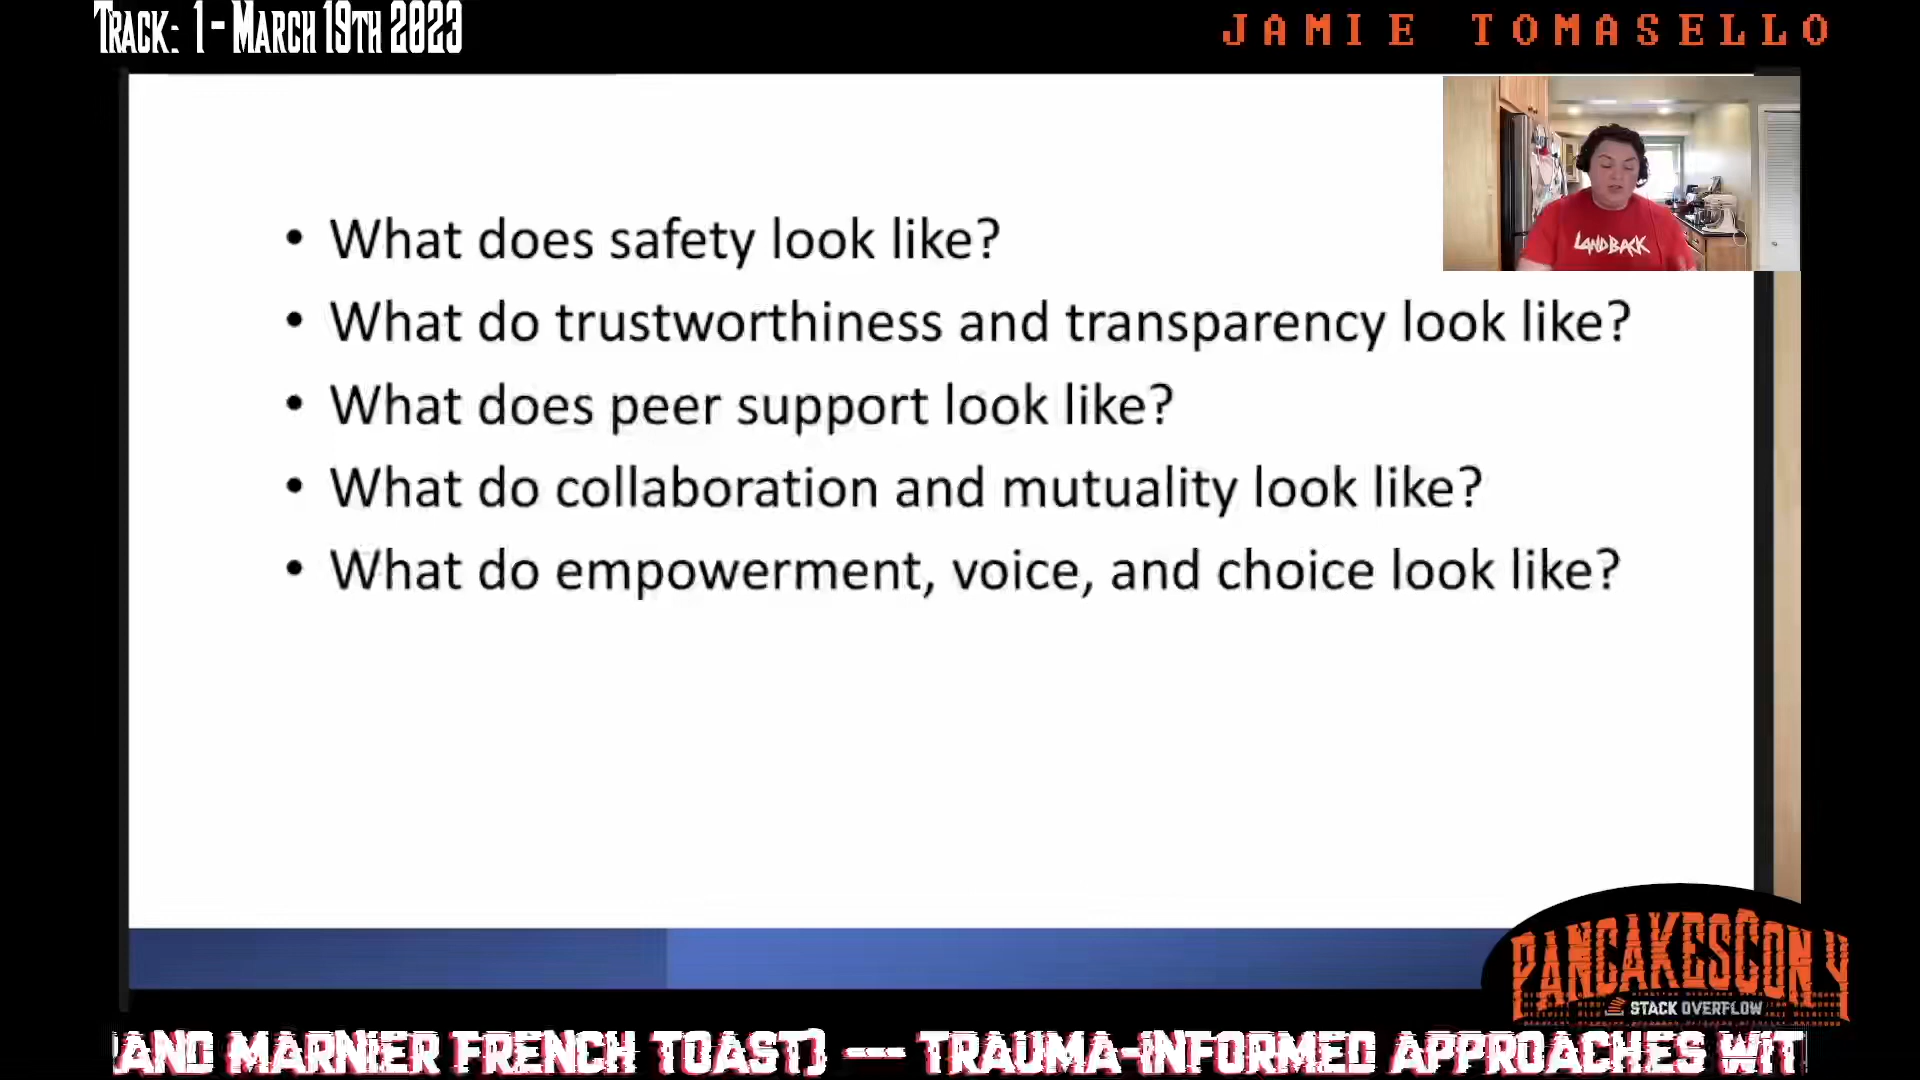 TRACK: 1 - MARCH 19TH 2023
JAMIE TOMASELLO
LANDBACK
• What does safety look like?
• What do trustworthiness and transparency look like?
• What does peer support look like?
• What do collaboration and mutuality look like?
• What do empowerment, voice, and choice look like?
PANCAKESCON 4
STACK OVERFLOW
AND MARNIER FRENCH TOAST) --- TRAUMA-INFORMED APPROACHES WIT